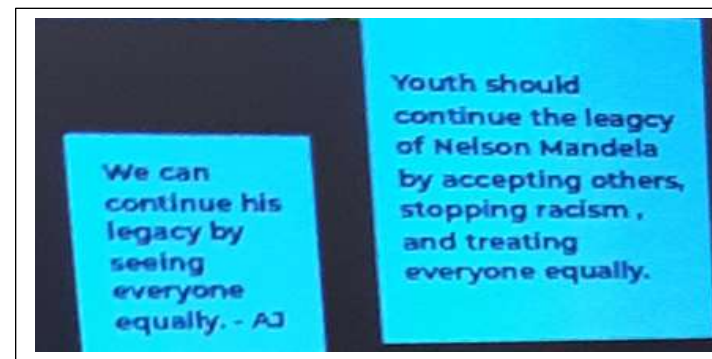 We can
continue his
legacy by
seeing
everyone
equally. - AJ
Youth should
continue the leagcy
of Nelson Mandela
by accepting others,
stopping racism ,
and treating
everyone equally.